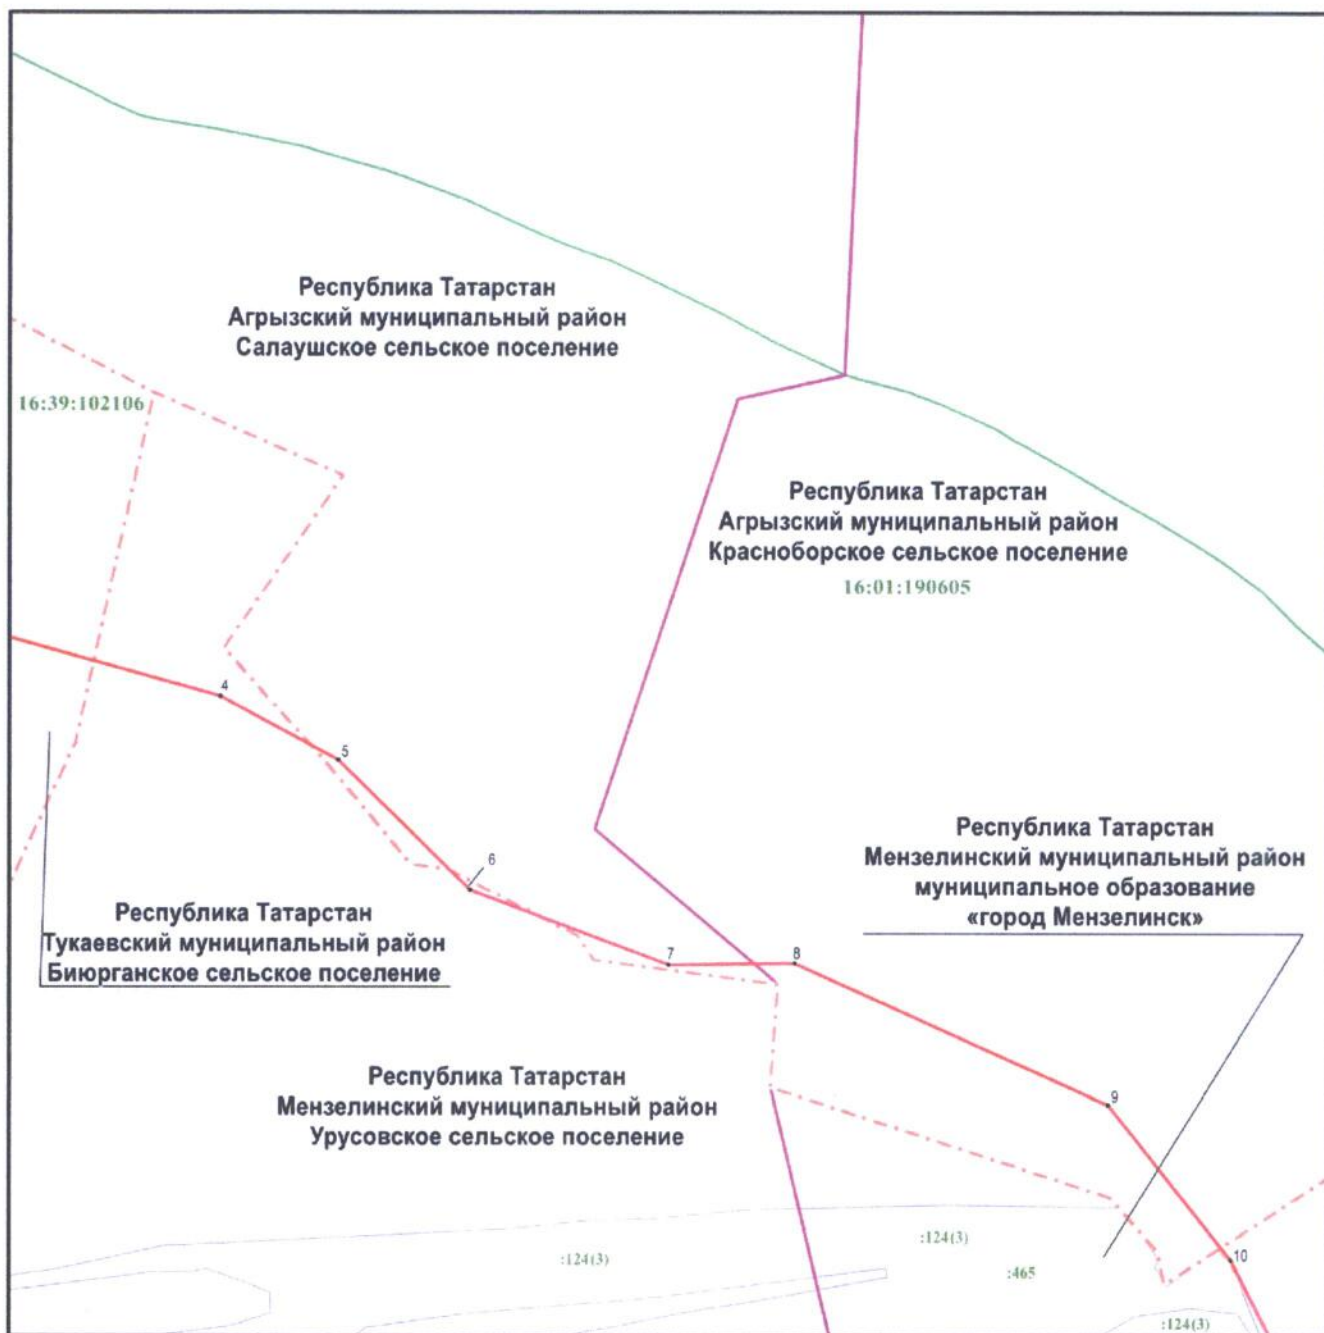 Республика Татарстан
Агрызский муниципальный район
Салаушское сельское поселение
16:39:102106
Республика Татарстан
Агрызский муниципальный район
Красноборское сельское поселение
16:01:190605
4
5
6
Республика Татарстан
Мензелинский муниципальный район
муниципальное образование
«город Мензелинск»
Республика Татарстан
Тукаевский муниципальный район
Биюрганское сельское поселение
7
8
Республика Татарстан
Мензелинский муниципальный район
Урусовское сельское поселение
9
:124(3)
:124(3)
:465
10
:124(3)